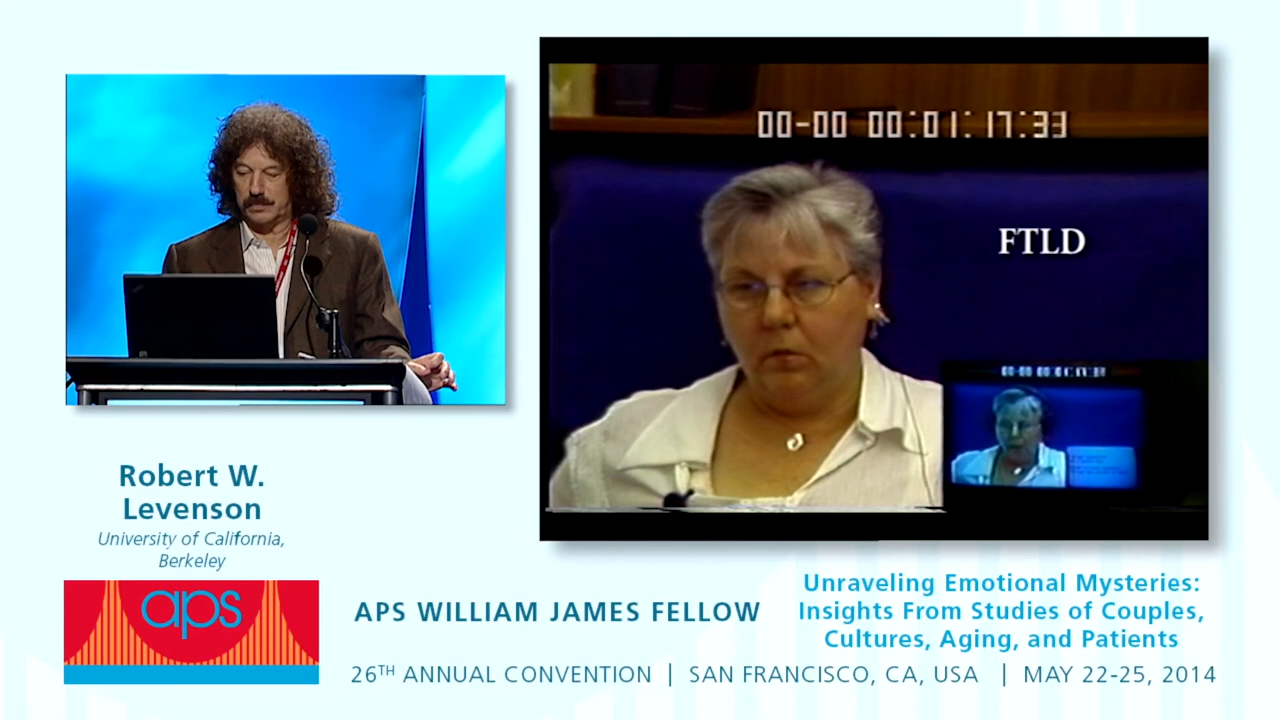 00-00 00:01:17:33
FTLD
Robert W.
Levenson
University of California,
Berkeley
aps
APS WILLIAM JAMES FELLOW
Unraveling Emotional Mysteries:
Insights From Studies of Couples,
Cultures, Aging, and Patients
26TH ANNUAL CONVENTION | SAN FRANCISCO, CA, USA | MAY 22-25, 2014